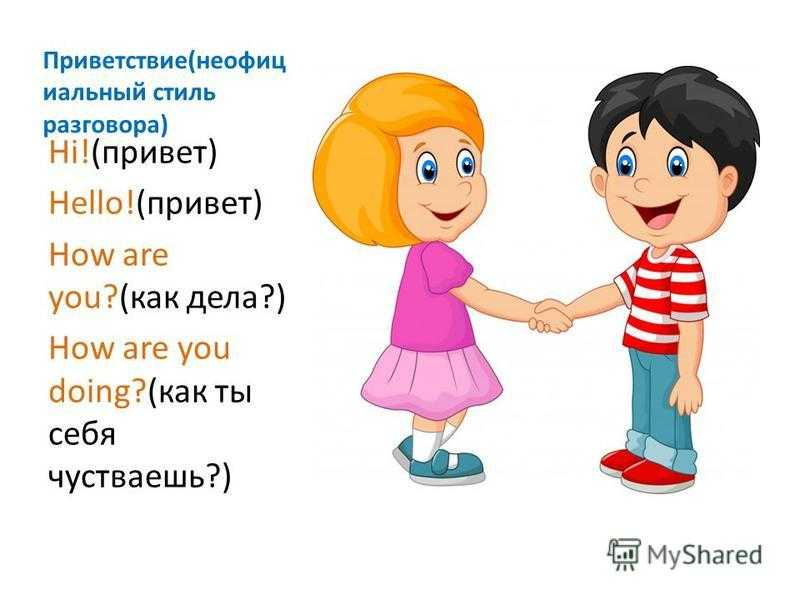 Приветствие(неофиц
иальный стиль
разговора)
Hi!(привет)
Hello!(привет)
How are
you?(как дела?)
How are you
doing?(как ты
себя
чустваешь?)
MyShared